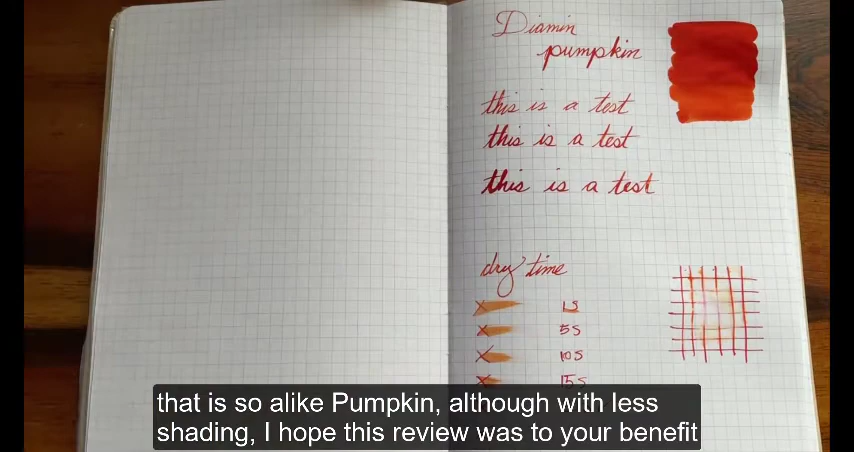 Diamin
pumpkin
this is a test
this is a test
this is a test
dry time
x 1s
x 5s
x 10s
x 15s
that is so alike Pumpkin, although with less
shading, I hope this review was to your benefit